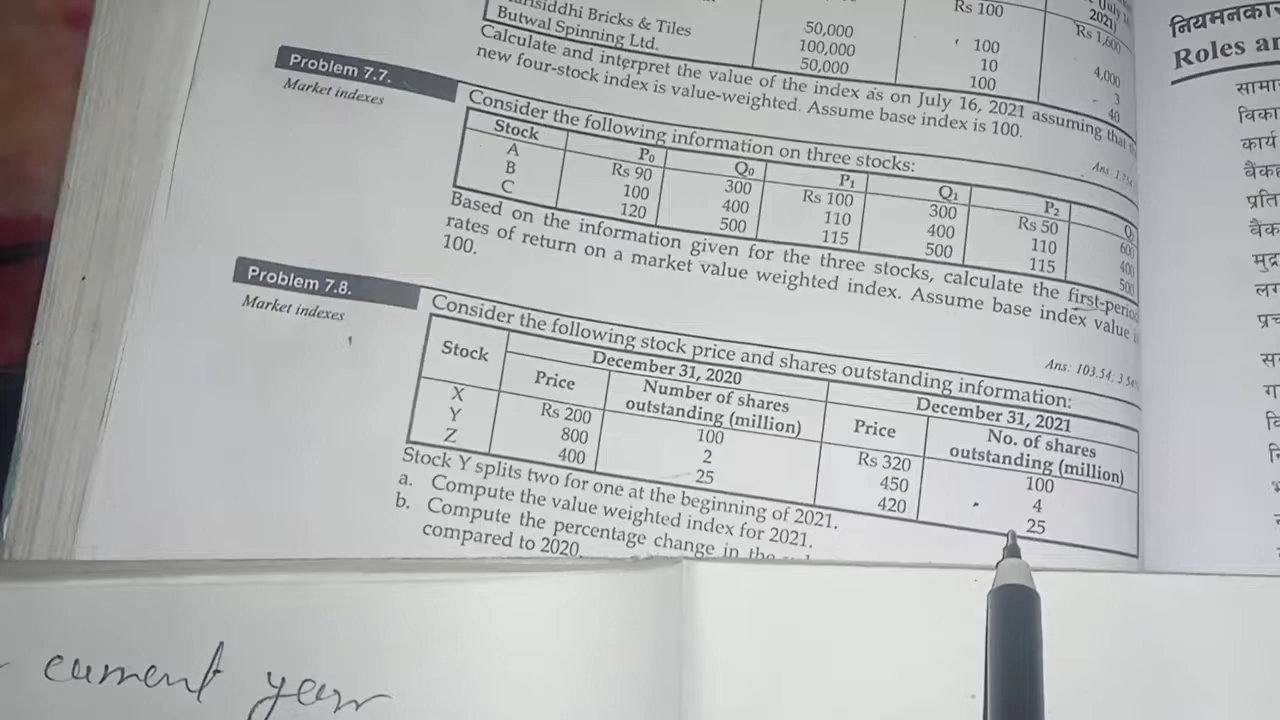 Rs 100
2021)
Rs 1,600
Butwal Spinning Ltd.
Bricks & Tiles
50,000
100
4,000
100,000
10
3
50,000
100
40
Calculate and interpret the value of the index as on July 16, 2021 assuming that
new four-stock index is value-weighted. Assume base index is 100.
Problem 7.7.
Market indexes
Consider the following information on three stocks:
Stock P₀ Q₀ P₁ Q₁ P₂
A Rs 90 300 Rs 100 300 Rs 50 600
B 100 400 110 400 110 400
C 120 500 115 500 115 500
Based on the information given for the three stocks, calculate the first-period
rates of return on a market value weighted index. Assume base index value
100.
Ans: 103.54;
Problem 7.8.
Market indexes
Consider the following stock price and shares outstanding information:
Stock December 31, 2020 December 31, 2021
Price Number of shares outstanding (million) Price No. of shares outstanding (million)
X Rs 200 100 Rs 320 100
Y 800 2 450 4
Z 400 25 420 25
Stock Y splits two for one at the beginning of 2021.
a. Compute the value weighted index for 2021.
b. Compute the percentage change in the
compared to 2020.
Roles
कार्य
current year